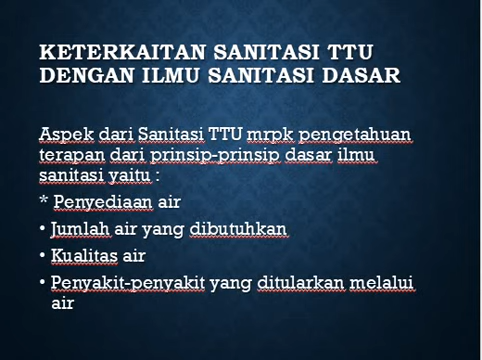 KETERKAITAN SANITASI TTU
DENGAN ILMU SANITASI DASAR
Aspek dari Sanitasi TTU mrpk pengetahuan
terapan dari prinsip-prinsip dasar ilmu
sanitasi yaitu :
* Penyediaan air
• Jumlah air yang dibutuhkan
• Kualitas air
• Penyakit-penyakit yang ditularkan melalui
air